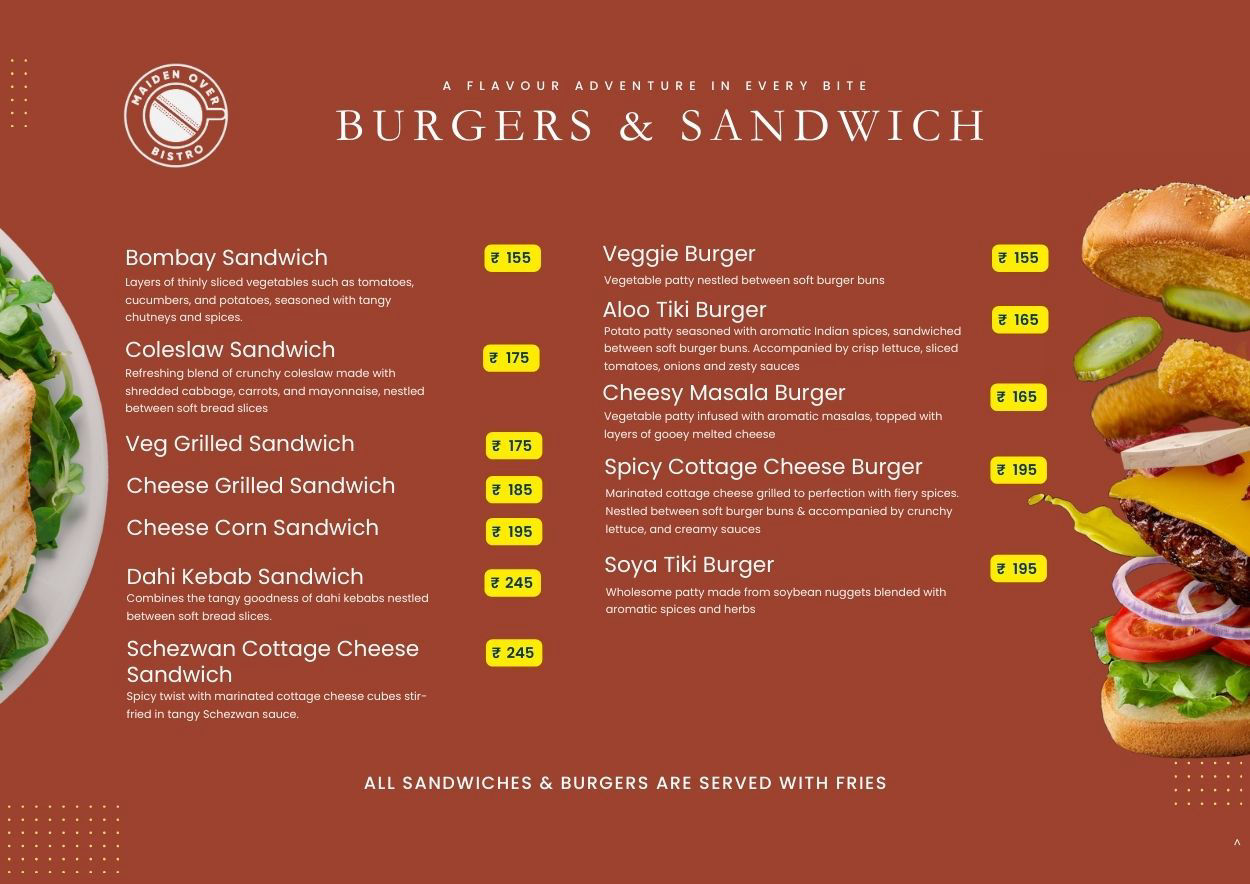 MAIDEN OVER
BISTRO
A FLAVOUR ADVENTURE IN EVERY BITE
BURGERS & SANDWICH
Bombay Sandwich
₹ 155
Layers of thinly sliced vegetables such as tomatoes,
cucumbers, and potatoes, seasoned with tangy
chutneys and spices.
Coleslaw Sandwich
₹ 175
Refreshing blend of crunchy coleslaw made with
shredded cabbage, carrots, and mayonnaise, nestled
between soft bread slices
Veg Grilled Sandwich
₹ 175
Cheese Grilled Sandwich
₹ 185
Cheese Corn Sandwich
₹ 195
Dahi Kebab Sandwich
₹ 245
Combines the tangy goodness of dahi kebabs nestled
between soft bread slices.
Schezwan Cottage Cheese
Sandwich
₹ 245
Spicy twist with marinated cottage cheese cubes stir-
fried in tangy Schezwan sauce.
Veggie Burger
₹ 155
Vegetable patty nestled between soft burger buns
Aloo Tiki Burger
₹ 165
Potato patty seasoned with aromatic Indian spices, sandwiched
between soft burger buns. Accompanied by crisp lettuce, sliced
tomatoes, onions and zesty sauces
Cheesy Masala Burger
₹ 165
Vegetable patty infused with aromatic masalas, topped with
layers of gooey melted cheese
Spicy Cottage Cheese Burger
₹ 195
Marinated cottage cheese grilled to perfection with fiery spices.
Nestled between soft burger buns & accompanied by crunchy
lettuce, and creamy sauces
Soya Tiki Burger
₹ 195
Wholesome patty made from soybean nuggets blended with
aromatic spices and herbs
ALL SANDWICHES & BURGERS ARE SERVED WITH FRIES
^